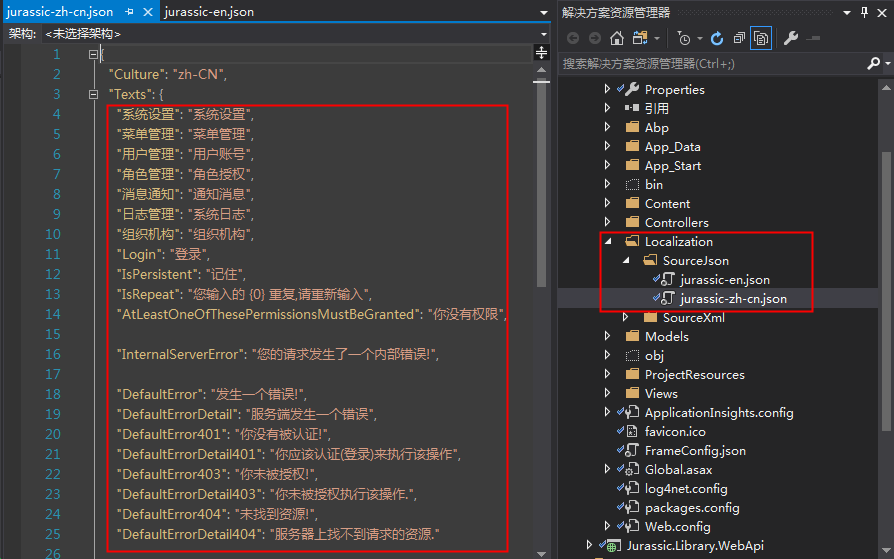 jurassic-zh-cn.json
jurassic-en.json
架构: <未选择架构>
1 {
2 "Culture": "zh-CN",
3 "Texts": {
4 "系统设置": "系统设置",
5 "菜单管理": "菜单管理",
6 "用户管理": "用户账号",
7 "角色管理": "角色授权",
8 "消息通知": "通知消息",
9 "日志管理": "系统日志",
10 "组织机构": "组织机构",
11 "Login": "登录",
12 "IsPersistent": "记住",
13 "IsRepeat": "您输入的 {0} 重复,请重新输入",
14 "AtLeastOneOfThesePermissionsMustBeGranted": "你没有权限",
15
16 "InternalServerError": "您的请求发生了一个内部错误!",
17
18 "DefaultError": "发生一个错误!",
19 "DefaultErrorDetail": "服务端发生一个错误",
20 "DefaultError401": "你没有被认证!",
21 "DefaultErrorDetail401": "你应该认证(登录)来执行该操作",
22 "DefaultError403": "你未被授权!",
23 "DefaultErrorDetail403": "你未被授权执行该操作.",
24 "DefaultError404": "未找到资源!",
25 "DefaultErrorDetail404": "服务器上找不到请求的资源."
26
解决方案资源管理器
搜索解决方案资源管理器(Ctrl+;)
Properties
引用
Abp
App_Data
App_Start
bin
Content
Controllers
Localization
SourceJson
jurassic-en.json
jurassic-zh-cn.json
SourceXml
Models
obj
ProjectResources
Views
ApplicationInsights.config
favicon.ico
FrameConfig.json
Global.asax
log4net.config
packages.config
Web.config
Jurassic.Library.WebApi